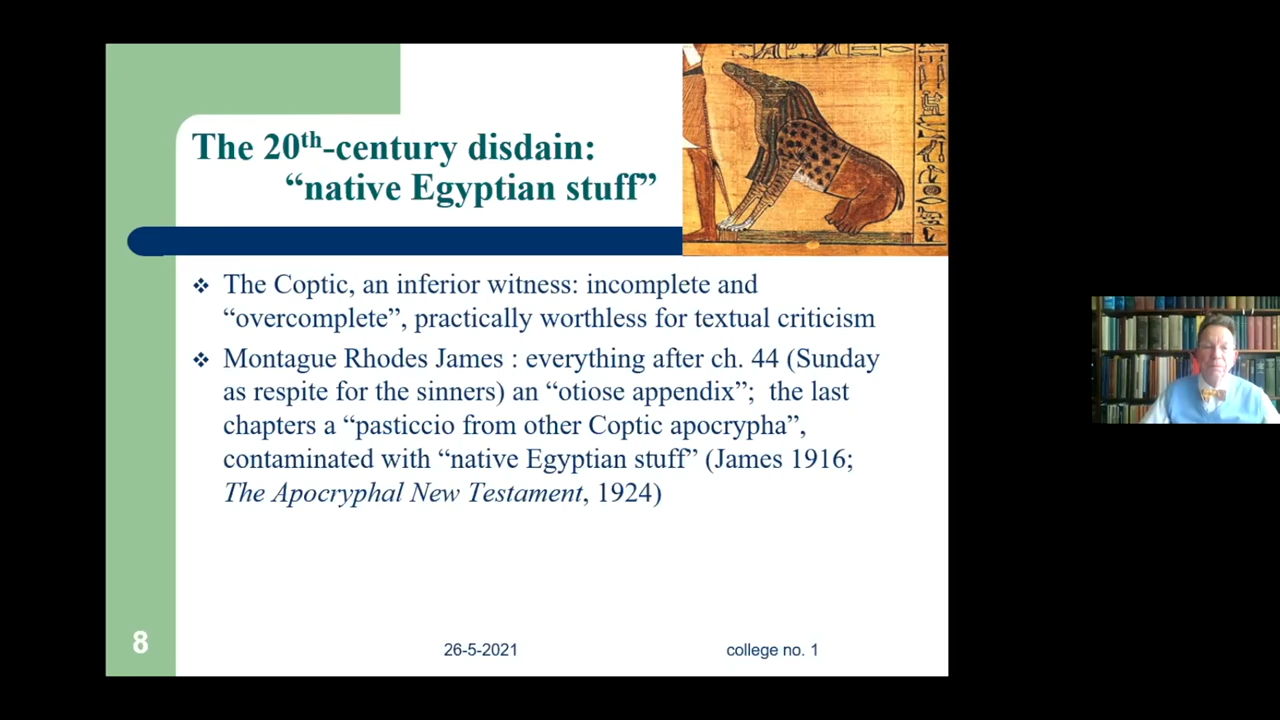 The 20th-century disdain:
“native Egyptian stuff”
❖ The Coptic, an inferior witness: incomplete and
“overcomplete”, practically worthless for textual criticism
❖ Montague Rhodes James : everything after ch. 44 (Sunday
as respite for the sinners) an “otiose appendix”; the last
chapters a “pasticcio from other Coptic apocrypha”,
contaminated with “native Egyptian stuff” (James 1916;
The Apocryphal New Testament, 1924)
8
26-5-2021
college no. 1